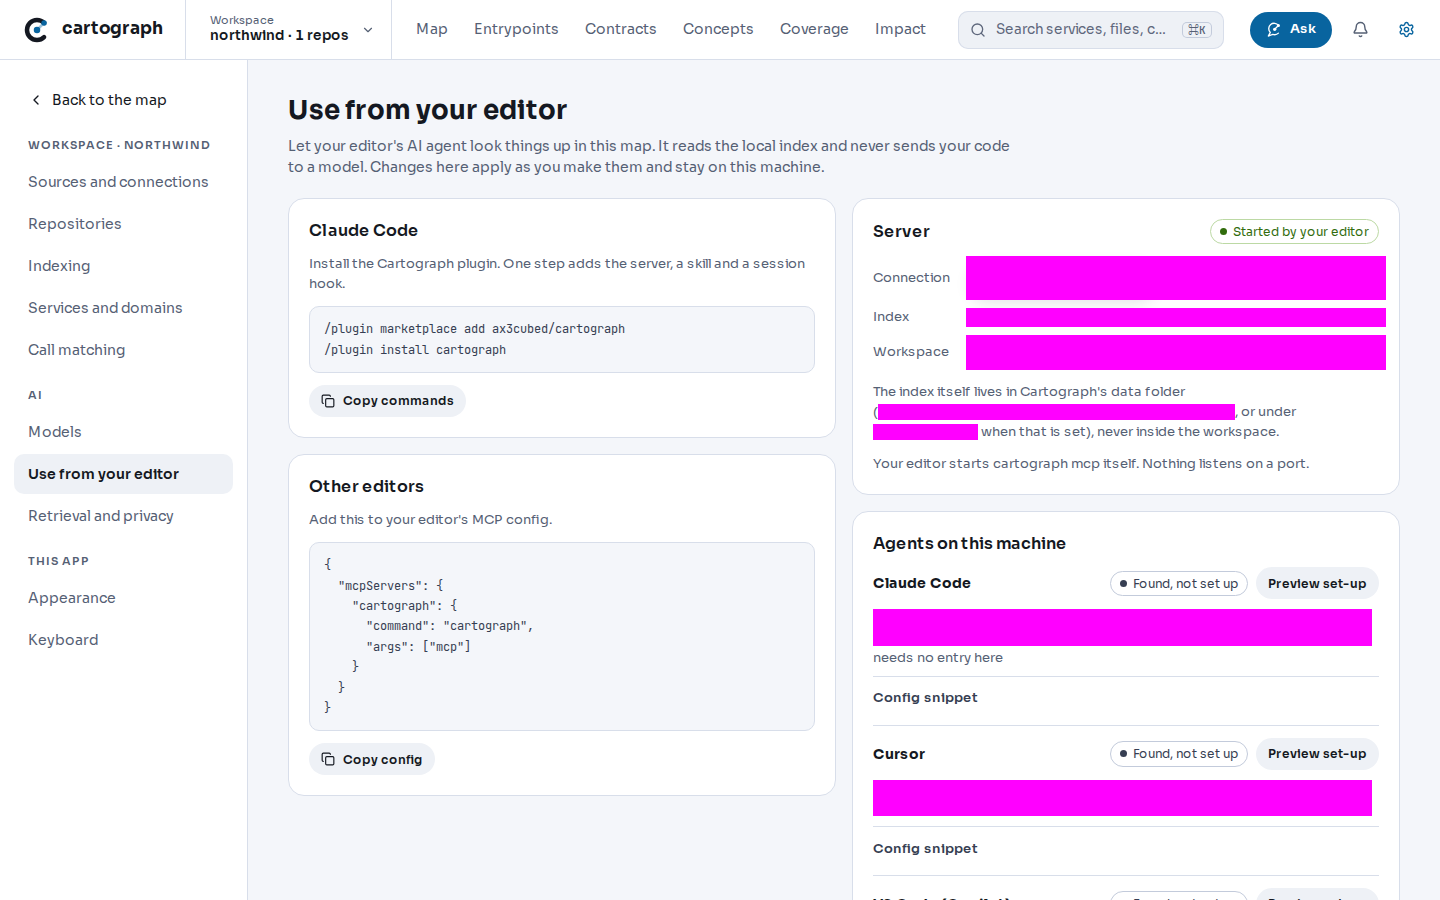 cartograph
Workspace
northwind · 1 repos
Map
Entrypoints
Contracts
Concepts
Coverage
Impact
Search services, files, c...
⌘K
Ask
Back to the map
WORKSPACE · NORTHWIND
Sources and connections
Repositories
Indexing
Services and domains
Call matching
AI
Models
Use from your editor
Retrieval and privacy
THIS APP
Appearance
Keyboard
Use from your editor
Let your editor's AI agent look things up in this map. It reads the local index and never sends your code
to a model. Changes here apply as you make them and stay on this machine.
Claude Code
Install the Cartograph plugin. One step adds the server, a skill and a session
hook.
/plugin marketplace add ax3cubed/cartograph
/plugin install cartograph
Copy commands
Other editors
Add this to your editor's MCP config.
{
  "mcpServers": {
    "cartograph": {
      "command": "cartograph",
      "args": ["mcp"]
    }
  }
}
Copy config
Server
Started by your editor
Connection
Index
Workspace
The index itself lives in Cartograph's data folder
(, or under
when that is set), never inside the workspace.
Your editor starts cartograph mcp itself. Nothing listens on a port.
Agents on this machine
Claude Code
Found, not set up
Preview set-up
needs no entry here
Config snippet
Cursor
Found, not set up
Preview set-up
Config snippet